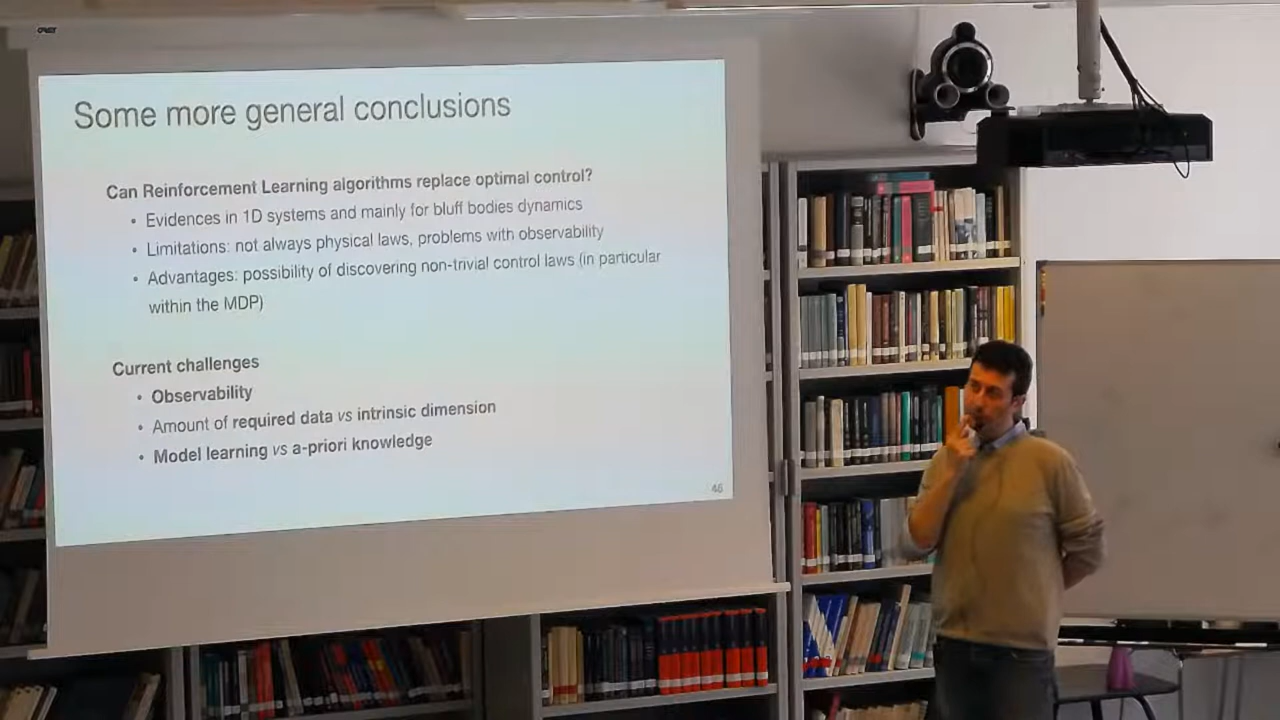 Some more general conclusions
Can Reinforcement Learning algorithms replace optimal control?
• Evidences in 1D systems and mainly for bluff bodies dynamics
• Limitations: not always physical laws, problems with observability
• Advantages: possibility of discovering non-trivial control laws (in particular
within the MDP)
Current challenges
• Observability
• Amount of required data vs intrinsic dimension
• Model learning vs a-priori knowledge
46